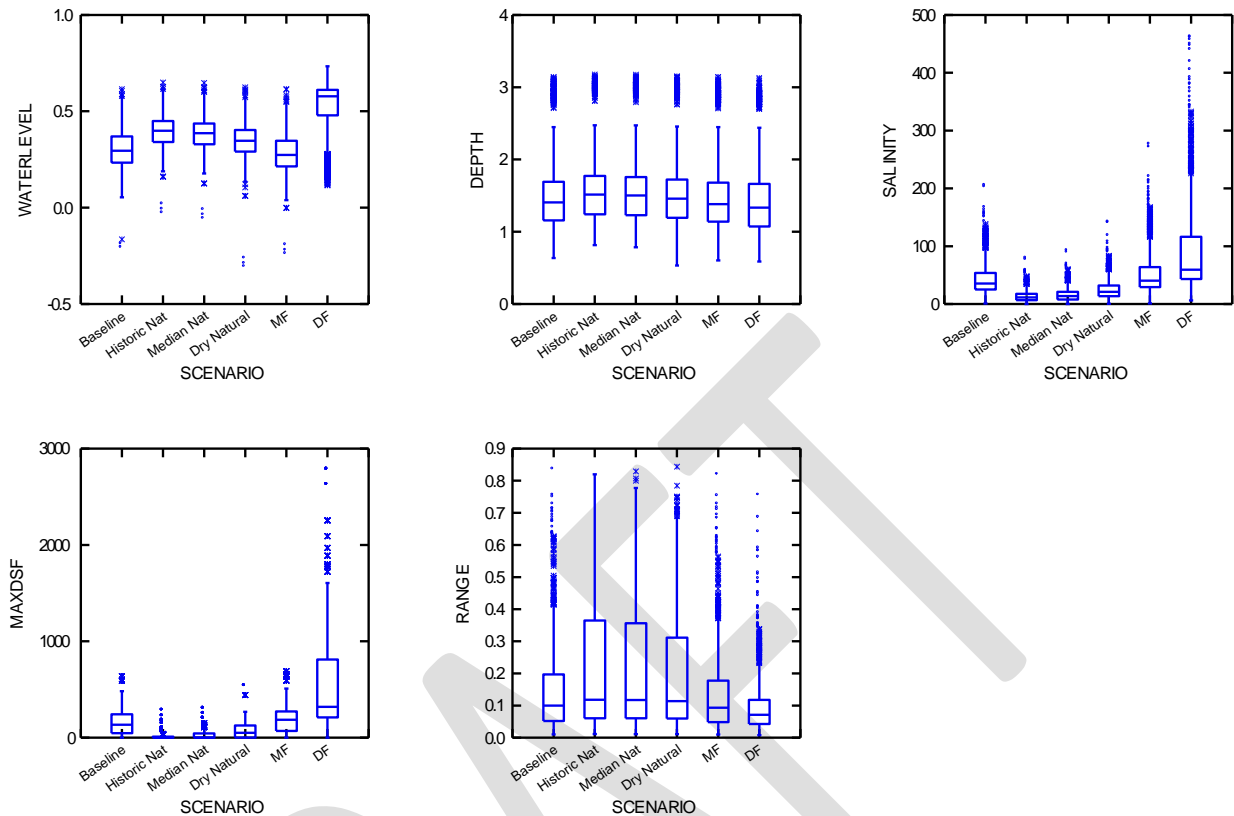 1.0
0.5
0.0
-0.5
WATERLEVEL
Baseline
Historic Nat
Median Nat
Dry Natural
MF
DF
SCENARIO
4
3
2
1
0
DEPTH
Baseline
Historic Nat
Median Nat
Dry Natural
MF
DF
SCENARIO
500
400
300
200
100
0
SALINITY
Baseline
Historic Nat
Median Nat
Dry Natural
MF
DF
SCENARIO
3000
2000
1000
0
MAXDSF
Baseline
Historic Nat
Median Nat
Dry Natural
MF
DF
SCENARIO
0.9
0.8
0.7
0.6
0.5
0.4
0.3
0.2
0.1
0.0
RANGE
Baseline
Historic Nat
Median Nat
Dry Natural
MF
DF
SCENARIO